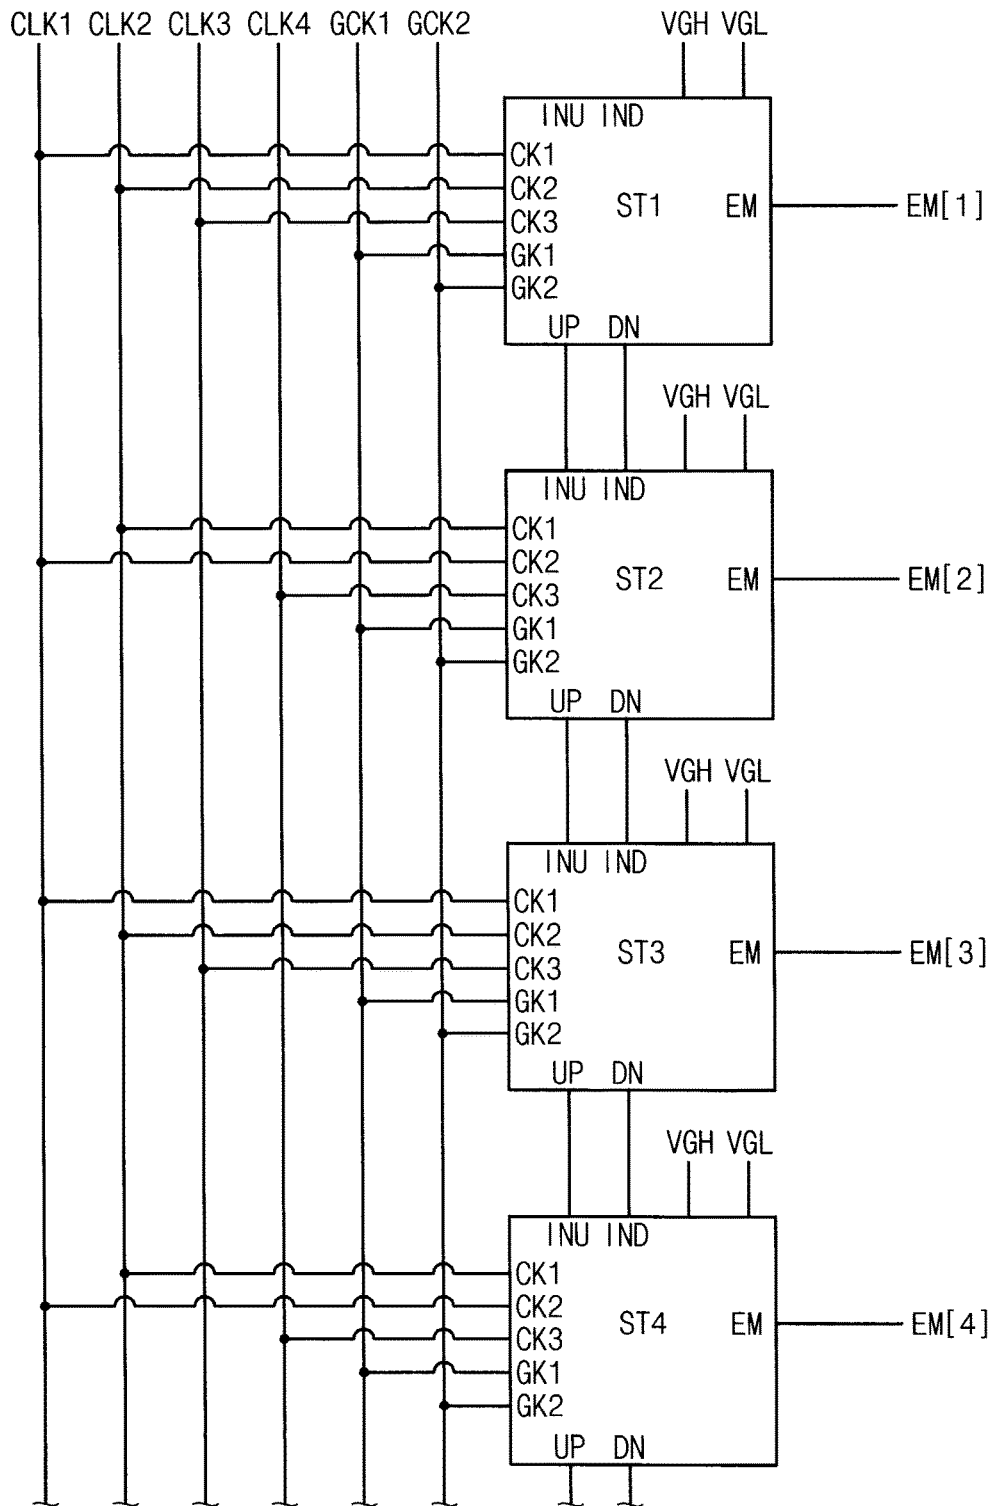 CLK1 CLK2 CLK3 CLK4 GCK1 GCK2 VGH VGL
INU IND
CK1
CK2
CK3
GK1
GK2
ST1
EM
EM[1]
UP DN
VGH VGL
INU IND
CK1
CK2
CK3
GK1
GK2
ST2
EM
EM[2]
UP DN
VGH VGL
INU IND
CK1
CK2
CK3
GK1
GK2
ST3
EM
EM[3]
UP DN
VGH VGL
INU IND
CK1
CK2
CK3
GK1
GK2
ST4
EM
EM[4]
UP DN